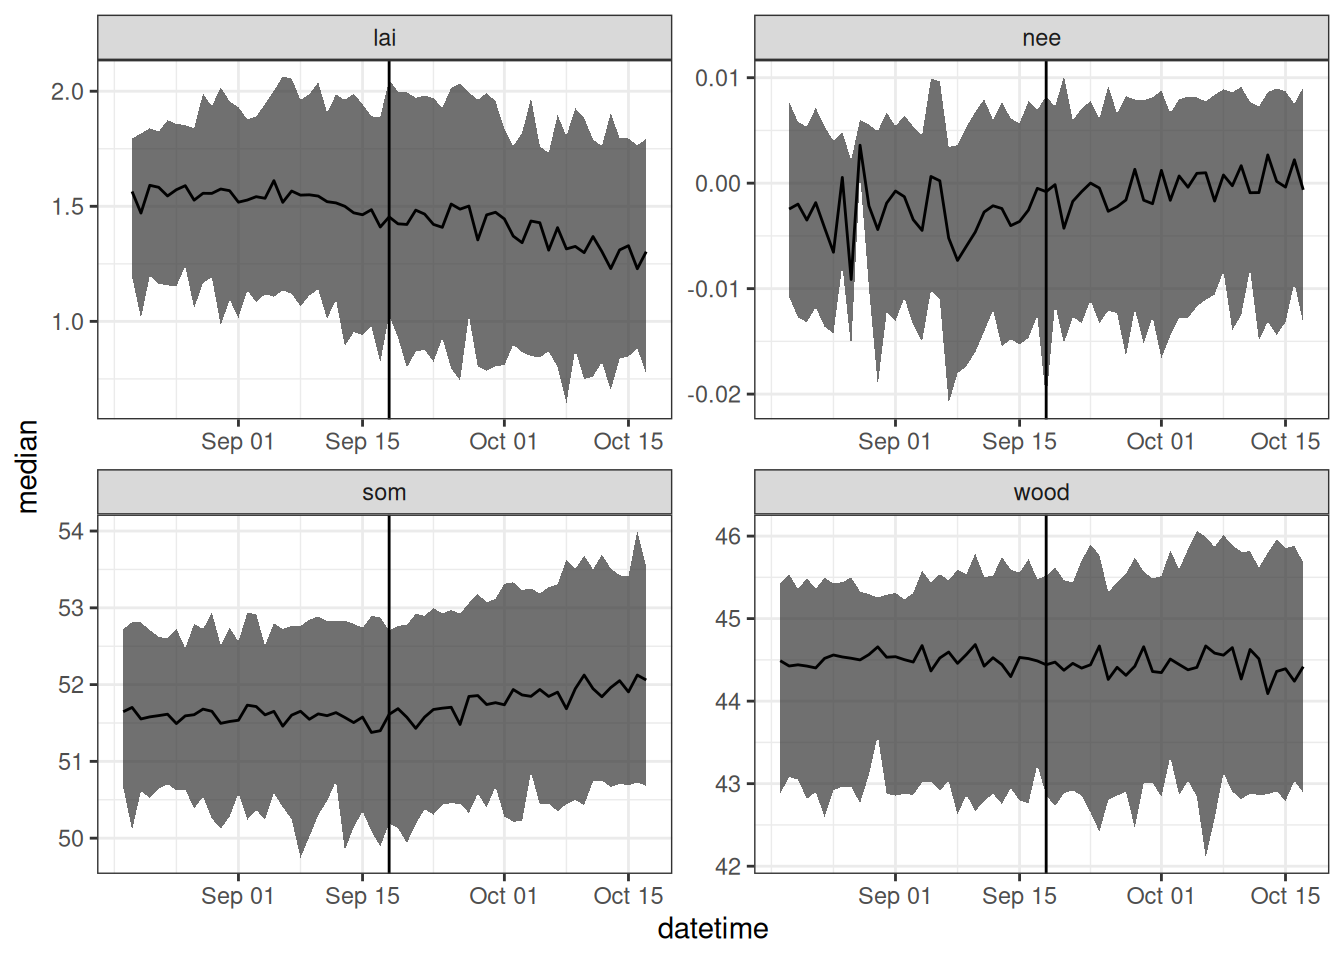 lai
nee
2.0
1.5
1.0
0.01
0.00
-0.01
-0.02
Sep 01 Sep 15 Oct 01 Oct 15
Sep 01 Sep 15 Oct 01 Oct 15
som
wood
54
53
52
51
50
46
45
44
43
42
Sep 01 Sep 15 Oct 01 Oct 15
Sep 01 Sep 15 Oct 01 Oct 15
median
datetime